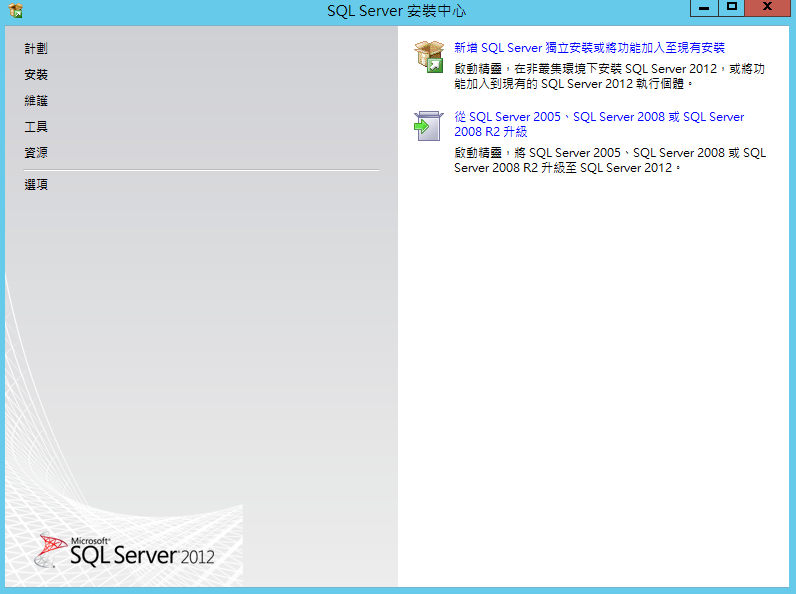 SQL Server 安裝中心
計劃
安裝
維護
工具
資源
選項
新增 SQL Server 獨立安裝或將功能加入至現有安裝
啟動精靈，在非叢集環境下安裝 SQL Server 2012，或將功
能加入到現有的 SQL Server 2012 執行個體。
從 SQL Server 2005、SQL Server 2008 或 SQL Server
2008 R2 升級
啟動精靈，將 SQL Server 2005、SQL Server 2008 或 SQL
Server 2008 R2 升級至 SQL Server 2012。
Microsoft®
SQL Server® 2012